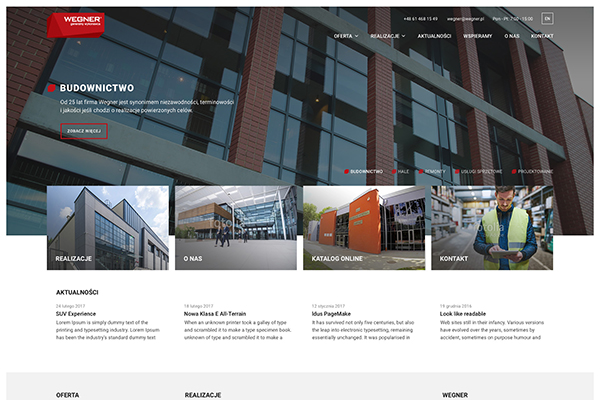 WEGNER
generalny wykonawca
+48 61 468 15 49 wegner@wegner.pl Pon - Pt: 7:00 - 15:00 EN
OFERTA REALIZACJE AKTUALNOŚCI WSPIERAMY O NAS KONTAKT
BUDOWNICTWO
Od 25 lat firma Wegner jest synonimem niezawodności, terminowości
i jakości jeśli chodzi o realizacje powierzonych celów.
ZOBACZ WIĘCEJ
BUDOWNICTWO HALE REMONTY USŁUGI SPRZĘTOWE PROJEKTOWANIE
REALIZACJE
O NAS
KATALOG ONLINE
KONTAKT
AKTUALNOŚCI
26 lutego 2017
SUV Experience
Lorem Ipsum is simply dummy text of the
printing and typesetting industry. Lorem Ipsum
has been the industry's standard dummy text
18 lutego 2017
Nowa Klasa E All-Terrain
When an unknown printer took a galley of type
and scrambled it to make a type specimen book.
unknown of type and scrambled it to make a
12 stycznia 2017
Idus PageMake
It has survived not only five centuries, but also
the leap into electronic typesetting, remaining
essentially unchanged. It was popularised in
19 grudnia 2016
Look like readable
Web sites still in their infancy. Various versions
have evolved over the years, sometimes by
accident, sometimes on purpose humour and
OFERTA
REALIZACJE
WEGNER